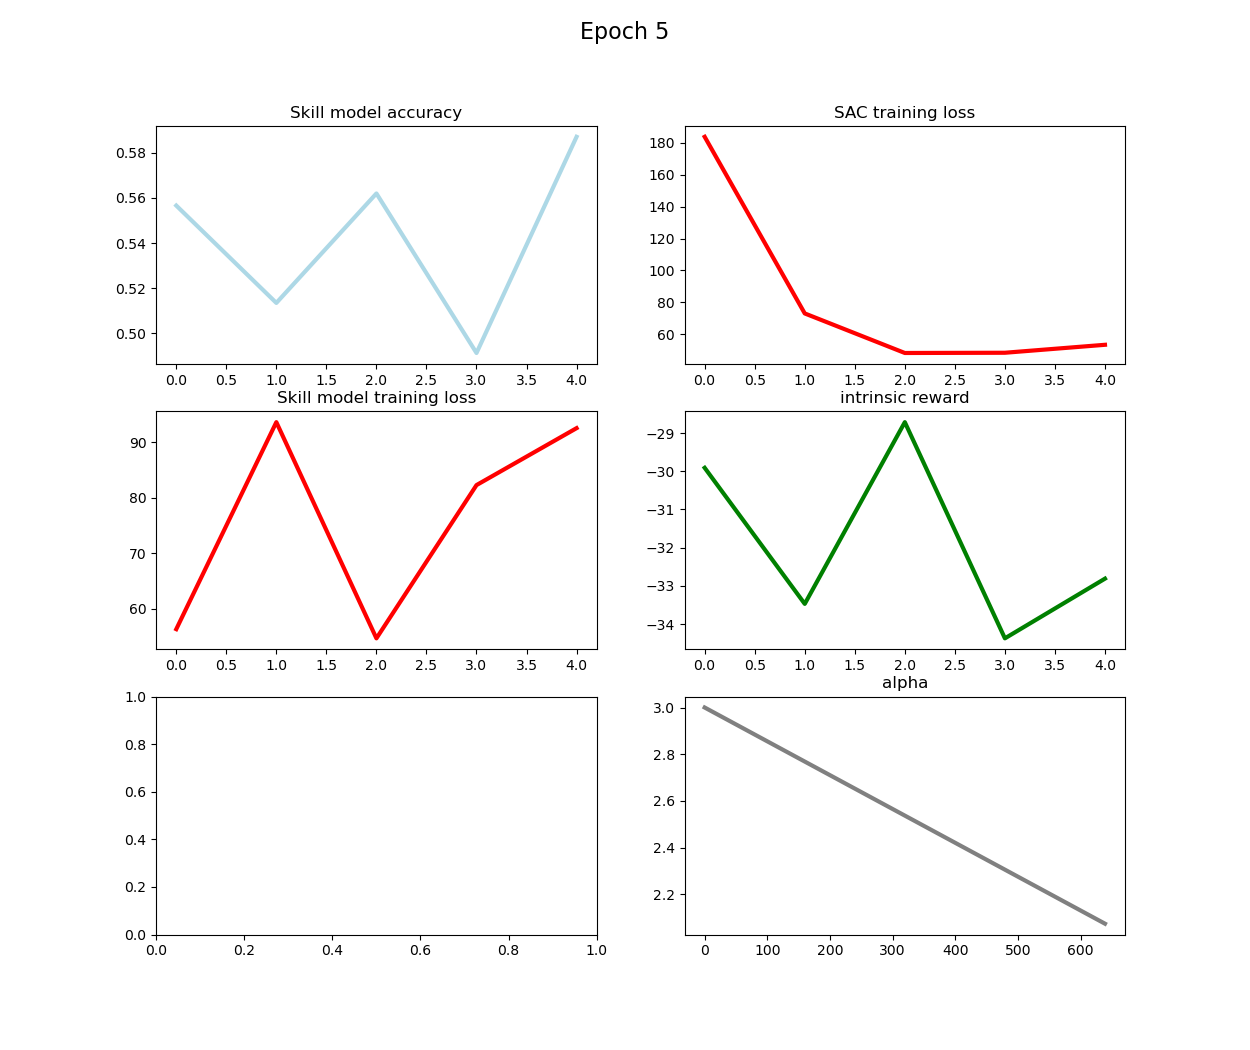 Epoch 5
Skill model accuracy
0.58
0.56
0.54
0.52
0.50
0.0 0.5 1.0 1.5 2.0 2.5 3.0 3.5 4.0
SAC training loss
180
160
140
120
100
80
60
0.0 0.5 1.0 1.5 2.0 2.5 3.0 3.5 4.0
Skill model training loss
90
80
70
60
0.0 0.5 1.0 1.5 2.0 2.5 3.0 3.5 4.0
intrinsic reward
−29
−30
−31
−32
−33
−34
0.0 0.5 1.0 1.5 2.0 2.5 3.0 3.5 4.0
1.0
0.8
0.6
0.4
0.2
0.0
0.0 0.2 0.4 0.6 0.8 1.0
alpha
3.0
2.8
2.6
2.4
2.2
0 100 200 300 400 500 600